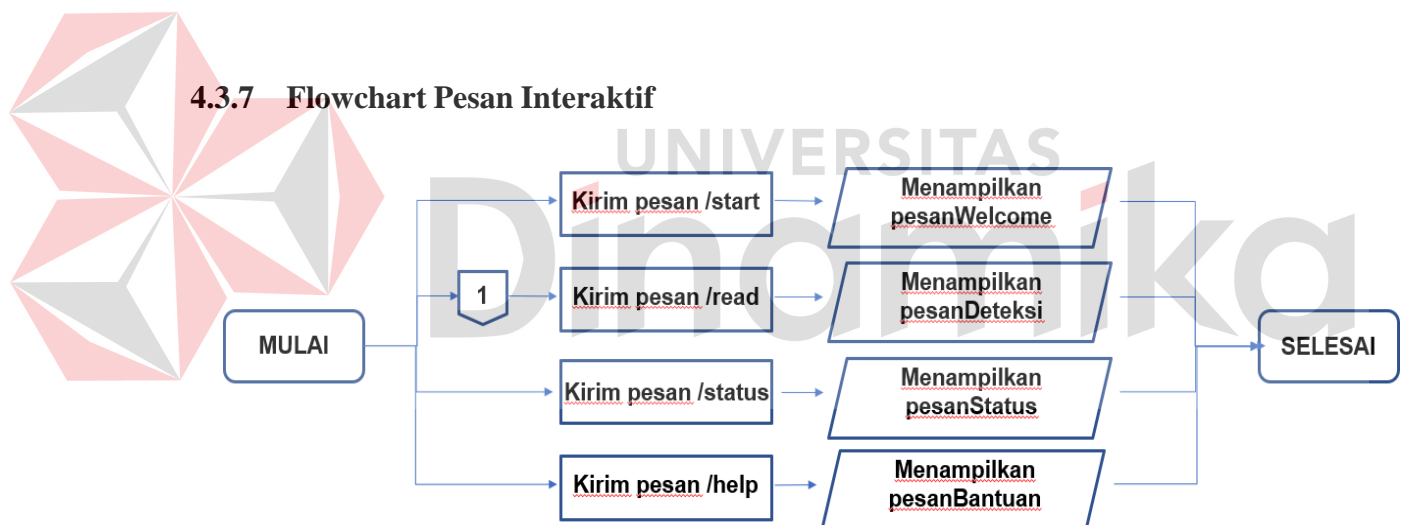 4.3.7 Flowchart Pesan Interaktif
UNIVERSITAS
Dinamika
MULAI
Kirim pesan /start
Menampilkan
pesanWelcome
1
Kirim pesan /read
Menampilkan
pesanDeteksi
Kirim pesan /status
Menampilkan
pesanStatus
Kirim pesan /help
Menampilkan
pesanBantuan
SELESAI